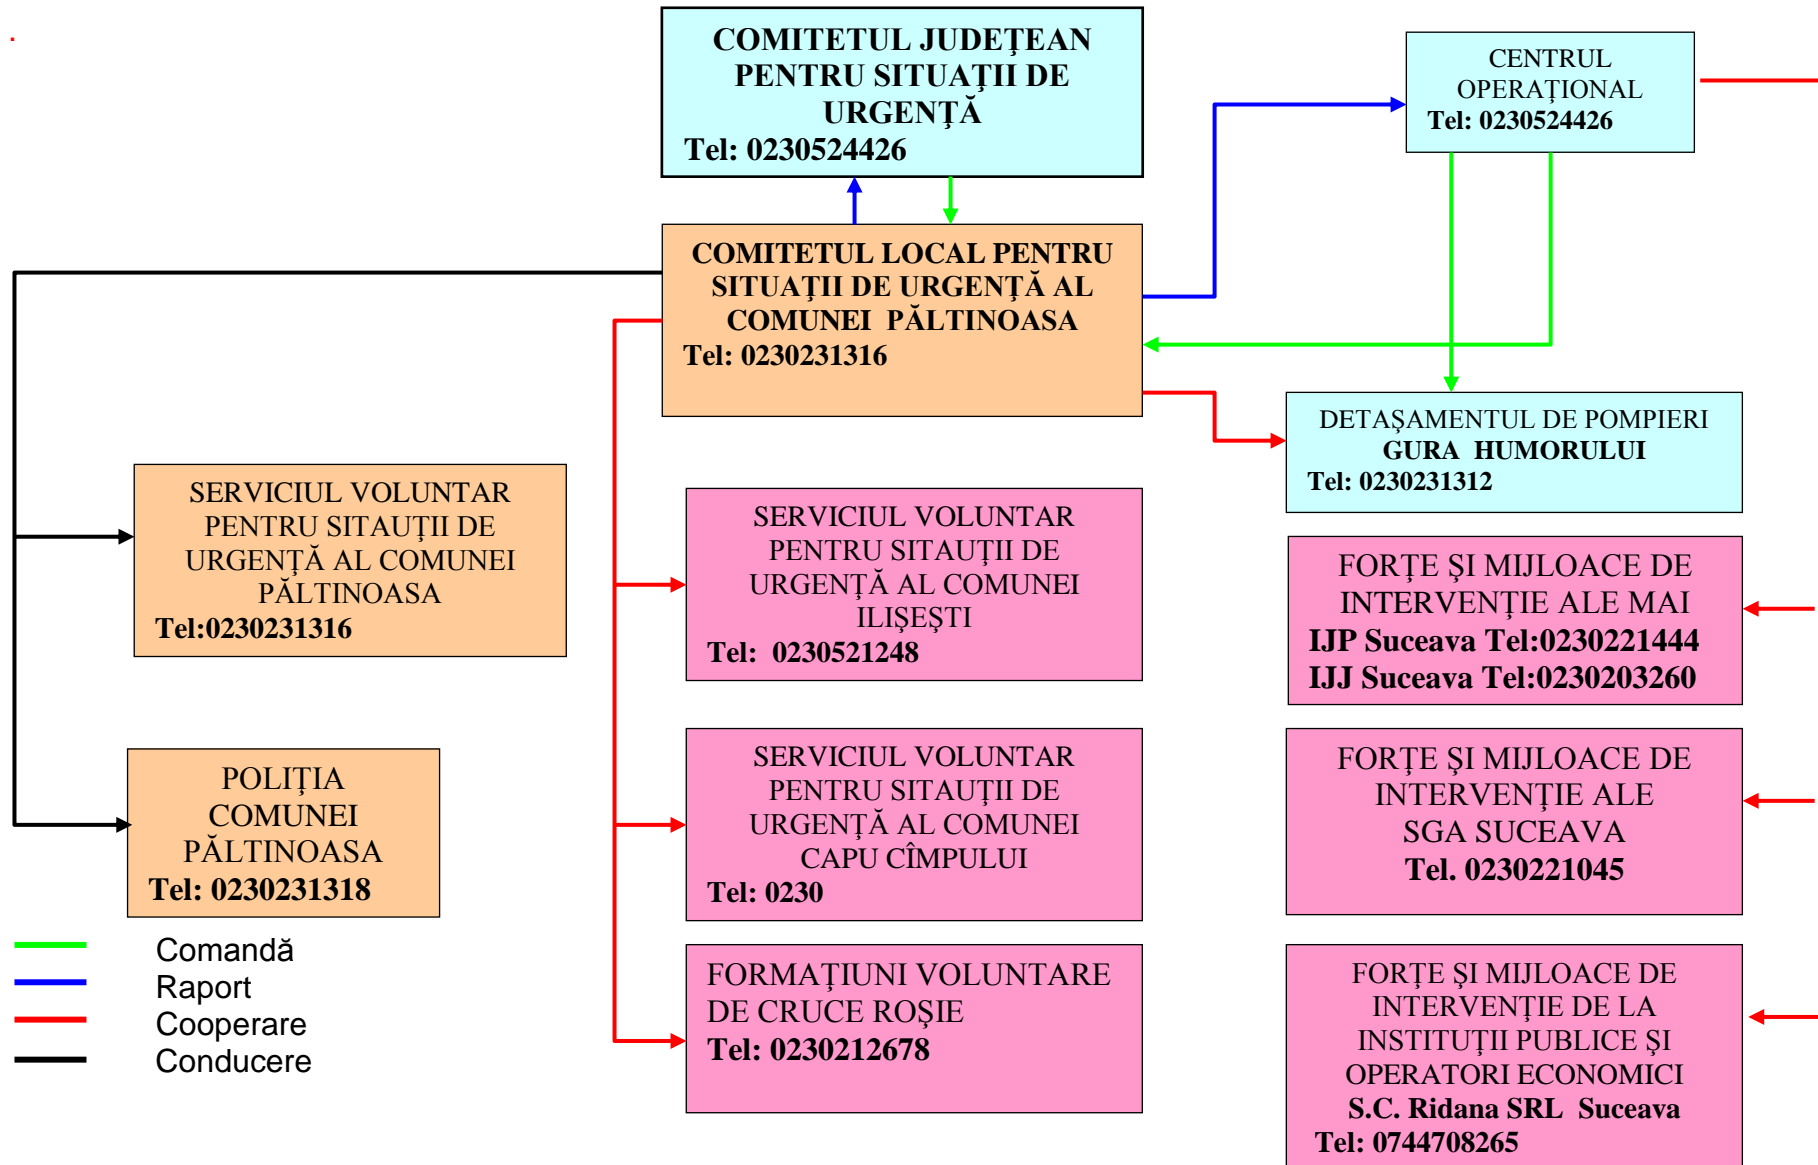 COMITETUL JUDEŢEAN
PENTRU SITUAŢII DE
URGENŢĂ
Tel: 0230524426
CENTRUL
OPERAŢIONAL
Tel: 0230524426
COMITETUL LOCAL PENTRU
SITUAŢII DE URGENŢĂ AL
COMUNEI PĂLTINOASA
Tel: 0230231316
DETAŞAMENTUL DE POMPIERI
GURA HUMORULUI
Tel: 0230231312
SERVICIUL VOLUNTAR
PENTRU SITAUŢII DE
URGENŢĂ AL COMUNEI
PĂLTINOASA
Tel:0230231316
SERVICIUL VOLUNTAR
PENTRU SITAUŢII DE
URGENŢĂ AL COMUNEI
ILIŞEŞTI
Tel: 0230521248
FORŢE ŞI MIJLOACE DE
INTERVENŢIE ALE MAI
IJP Suceava Tel:0230221444
IJJ Suceava Tel:0230203260
POLIŢIA
COMUNEI
PĂLTINOASA
Tel: 0230231318
SERVICIUL VOLUNTAR
PENTRU SITAUŢII DE
URGENŢĂ AL COMUNEI
CAPU CÎMPULUI
Tel: 0230
FORŢE ŞI MIJLOACE DE
INTERVENŢIE ALE
SGA SUCEAVA
Tel. 0230221045
Comandă
Raport
Cooperare
Conducere
FORMAŢIUNI VOLUNTARE
DE CRUCE ROŞIE
Tel: 0230212678
FORŢE ŞI MIJLOACE DE
INTERVENŢIE DE LA
INSTITUŢII PUBLICE ŞI
OPERATORI ECONOMICI
S.C. Ridana SRL Suceava
Tel: 0744708265